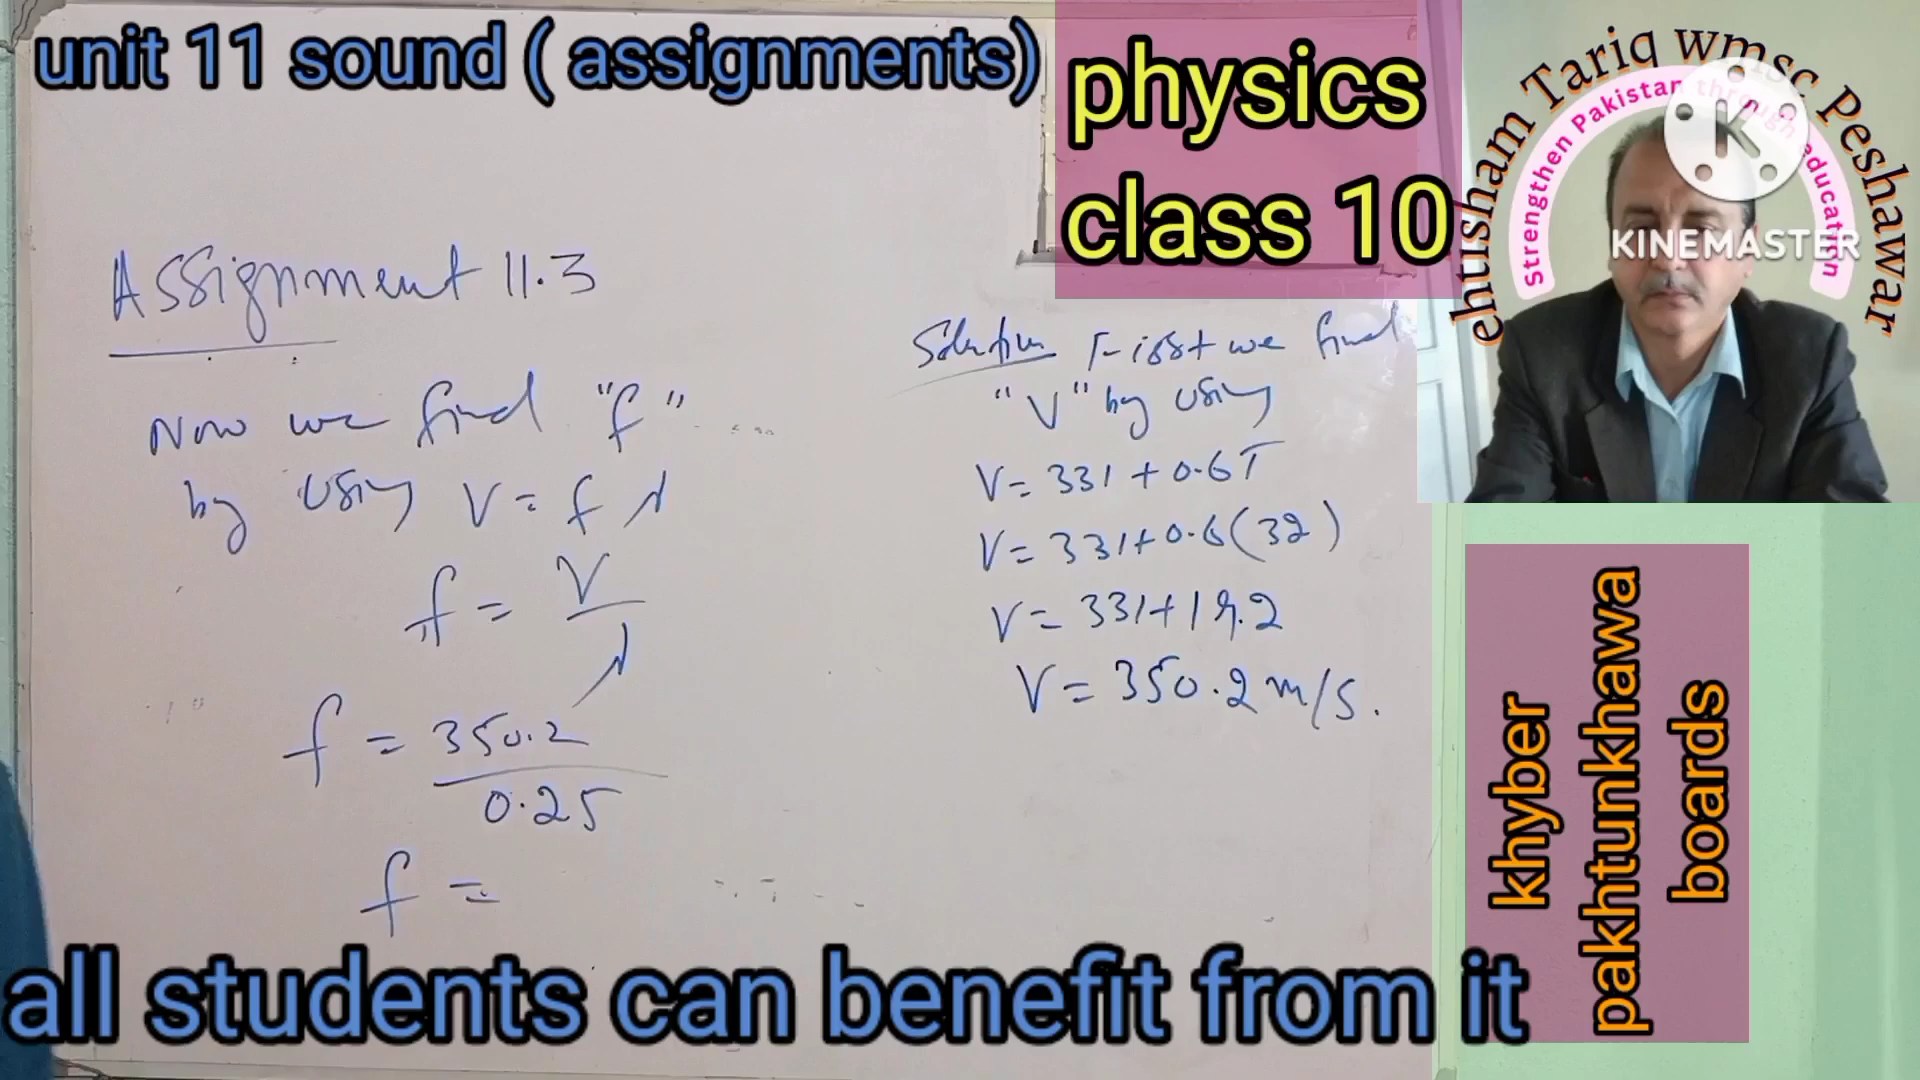 unit 11 sound ( assignments)
physics
class 10
ehtusham Tariq wmsc Peshawar
Strengthen Pakistan through education
K
KINEMASTER
Assignment 11.3
Now we find "f"
by using V = f λ
f = V
λ
f = 350.2
0.25
f =
Solution First we find
"V" by using
V = 331 + 0.6T
V = 331+0.6(32)
V = 331+19.2
V = 350.2 m/s.
khyber
pakhtunkhawa
boards
all students can benefit from it